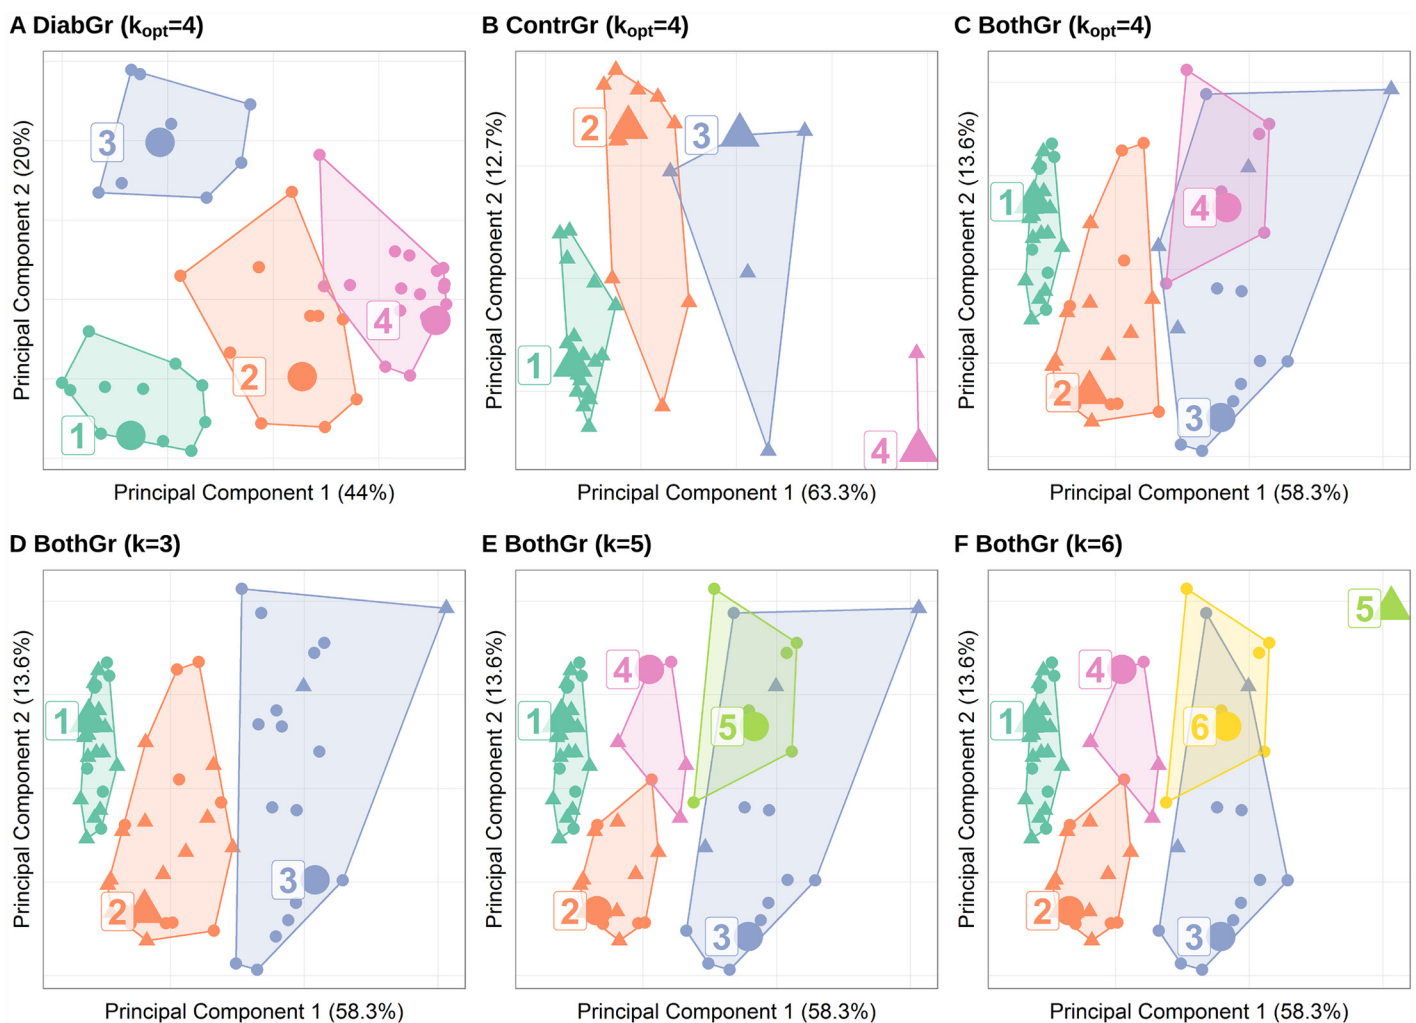 A DiabGr (kopt=4)
B ContrGr (kopt=4)
C BothGr (kopt=4)
Principal Component 2 (20%)
3
4
2
1
Principal Component 1 (44%)
Principal Component 2 (12.7%)
2
3
1
4
Principal Component 1 (63.3%)
Principal Component 2 (13.6%)
1
4
2
3
Principal Component 1 (58.3%)
D BothGr (k=3)
E BothGr (k=5)
F BothGr (k=6)
Principal Component 2 (13.6%)
1
3
2
Principal Component 1 (58.3%)
Principal Component 2 (13.6%)
4
1
5
2
3
Principal Component 1 (58.3%)
Principal Component 2 (13.6%)
5
4
1
6
2
3
Principal Component 1 (58.3%)